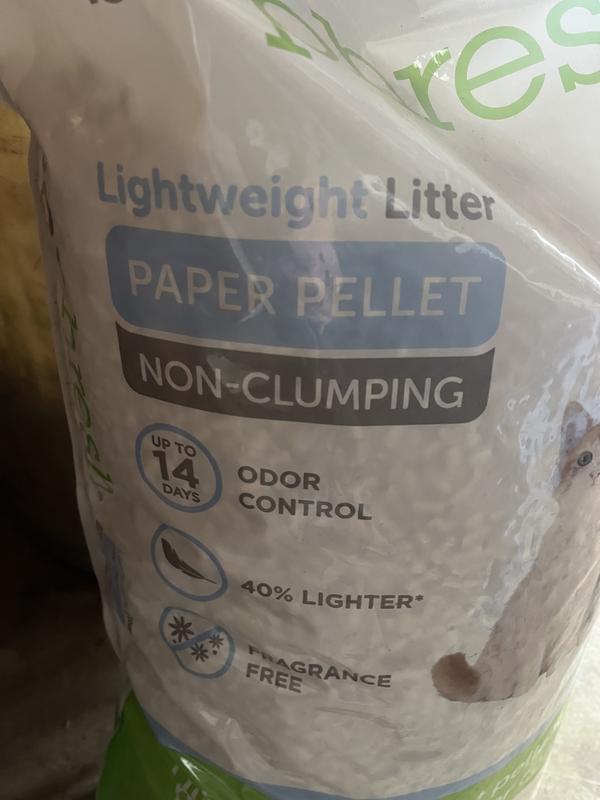 Lightweight Litter
PAPER PELLET
NON-CLUMPING
UP TO
14
DAYS
ODOR
CONTROL
40% LIGHTER*
FRAGRANCE
FREE